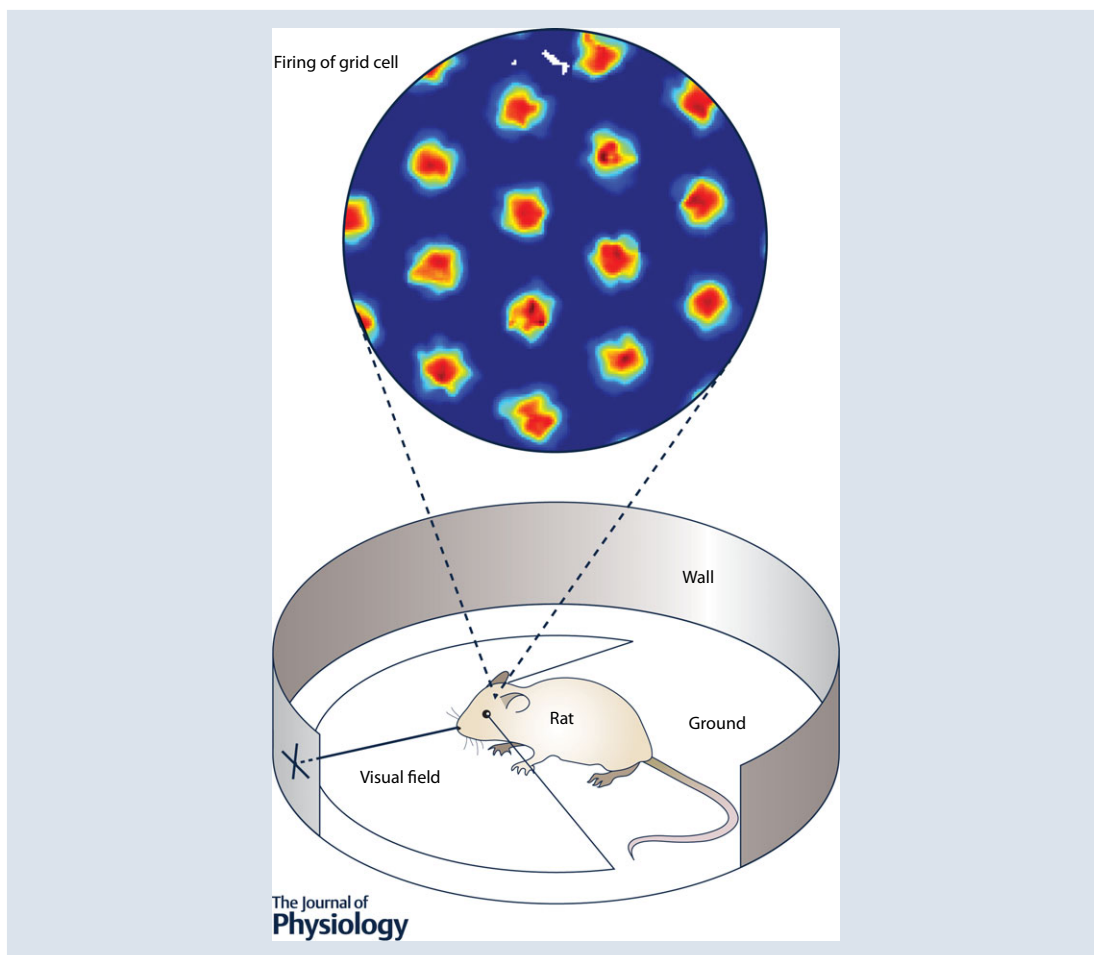 Firing of grid cell
Wall
Rat
Ground
Visual field
The Journal of
Physiology